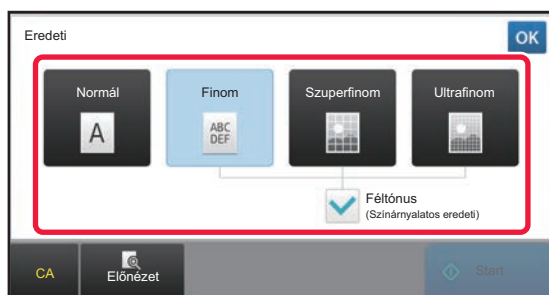 Eredeti
OK
Normál
Finom
Szuperfinom
Ultrafinom
A
ABC
DEF
Féltónus
(Színárnyalatos eredeti)
CA
Előnézet
Start